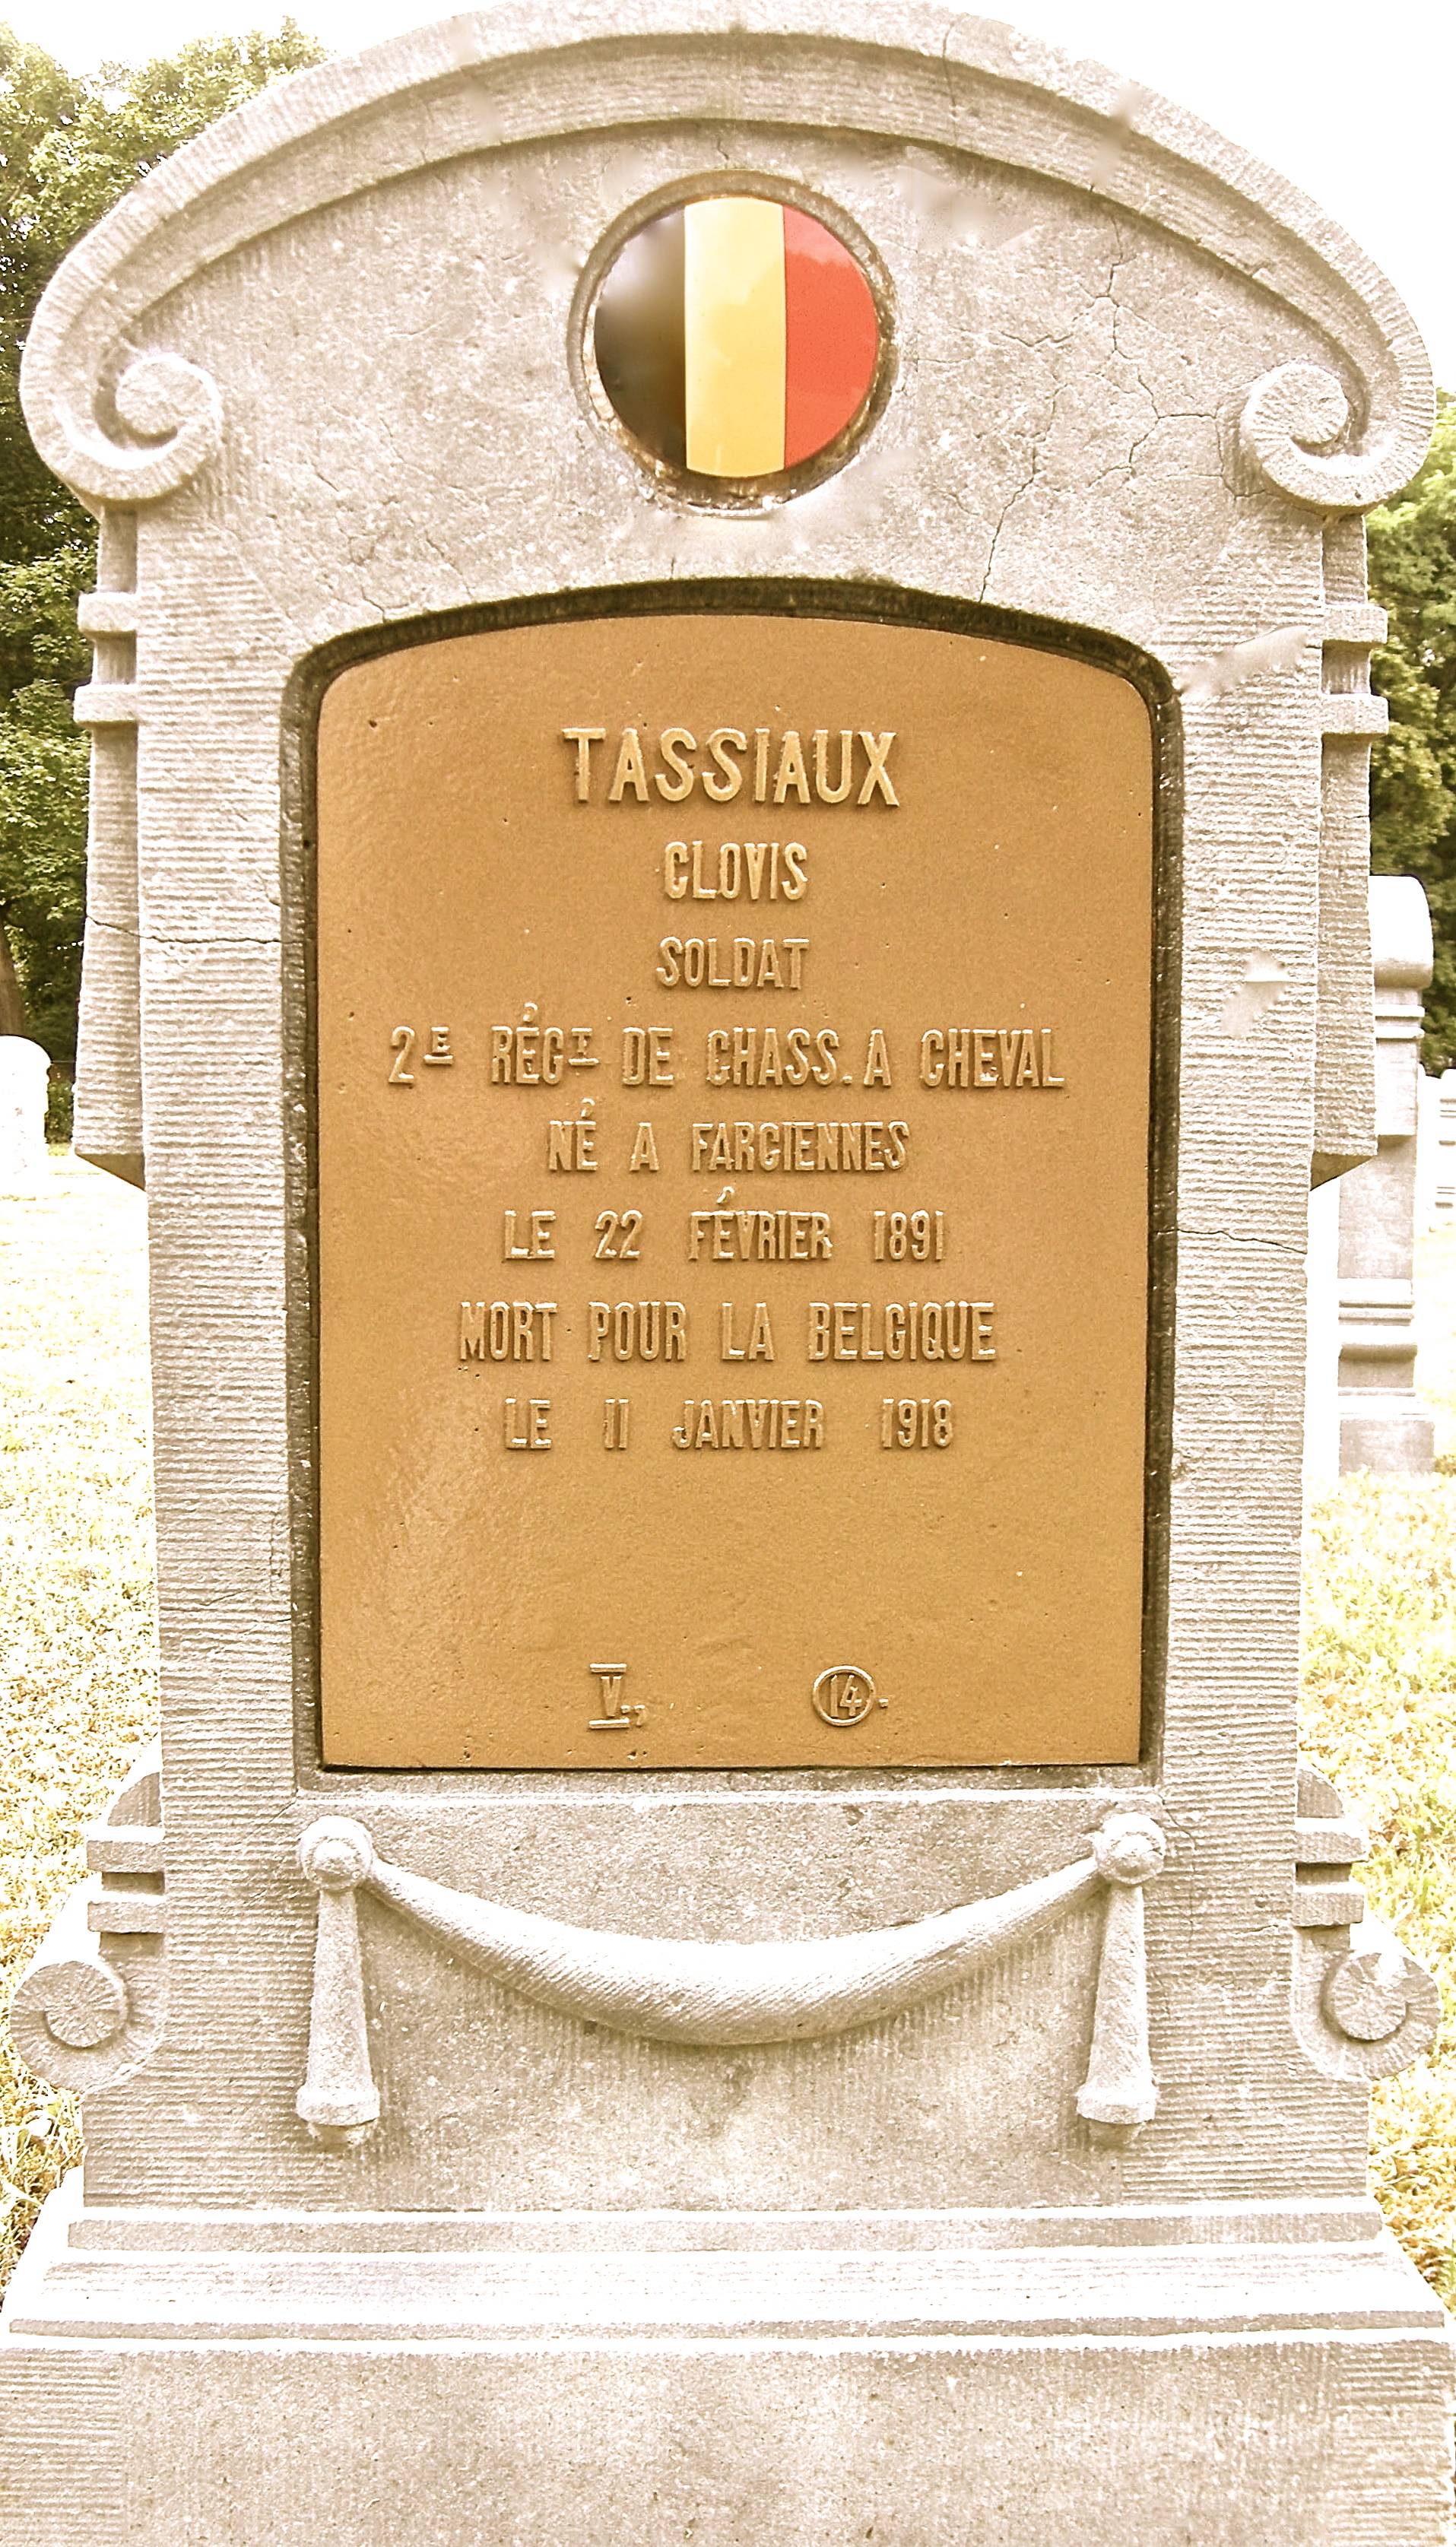 TASSIAUX
CLOVIS
SOLDAT
2E RÉGT DE CHASS. A CHEVAL
NÉ A FARCIENNES
LE 22 FÉVRIER 1891
MORT POUR LA BELGIQUE
LE 11 JANVIER 1918
V., 14.